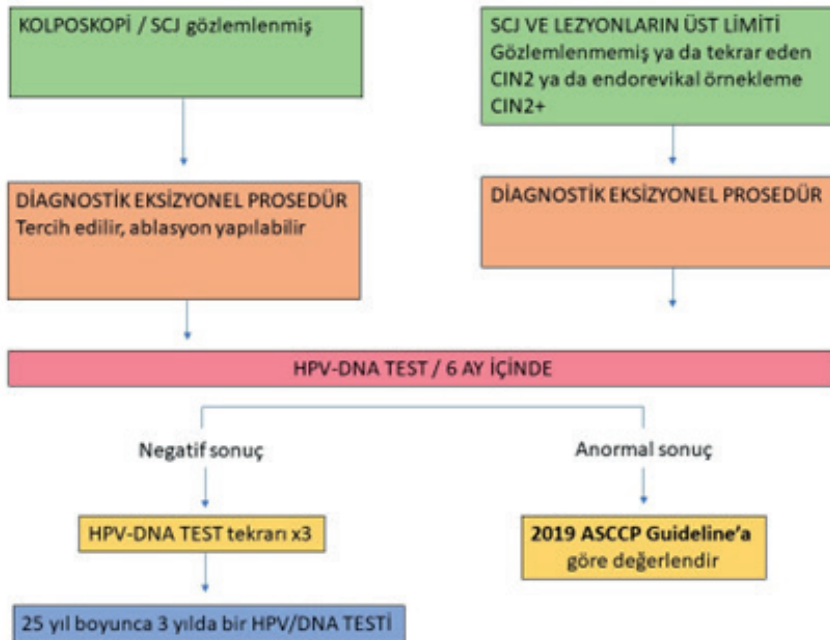 KOLPOSKOPİ / SCJ gözlemlenmiş
SCJ VE LEZYONLARIN ÜST LİMİTİ
Gözlemlenmemiş ya da tekrar eden
CIN2 ya da endorevikal örnekleme
CIN2+
DİAGNOSTİK EKSİZYONEL PROSEDÜR
Tercih edilir, ablasyon yapılabilir
DİAGNOSTİK EKSİZYONEL PROSEDÜR
HPV-DNA TEST / 6 AY İÇİNDE
Negatif sonuç
Anormal sonuç
HPV-DNA TEST tekrarı x3
2019 ASCCP Guideline’a
göre değerlendir
25 yıl boyunca 3 yılda bir HPV/DNA TESTİ